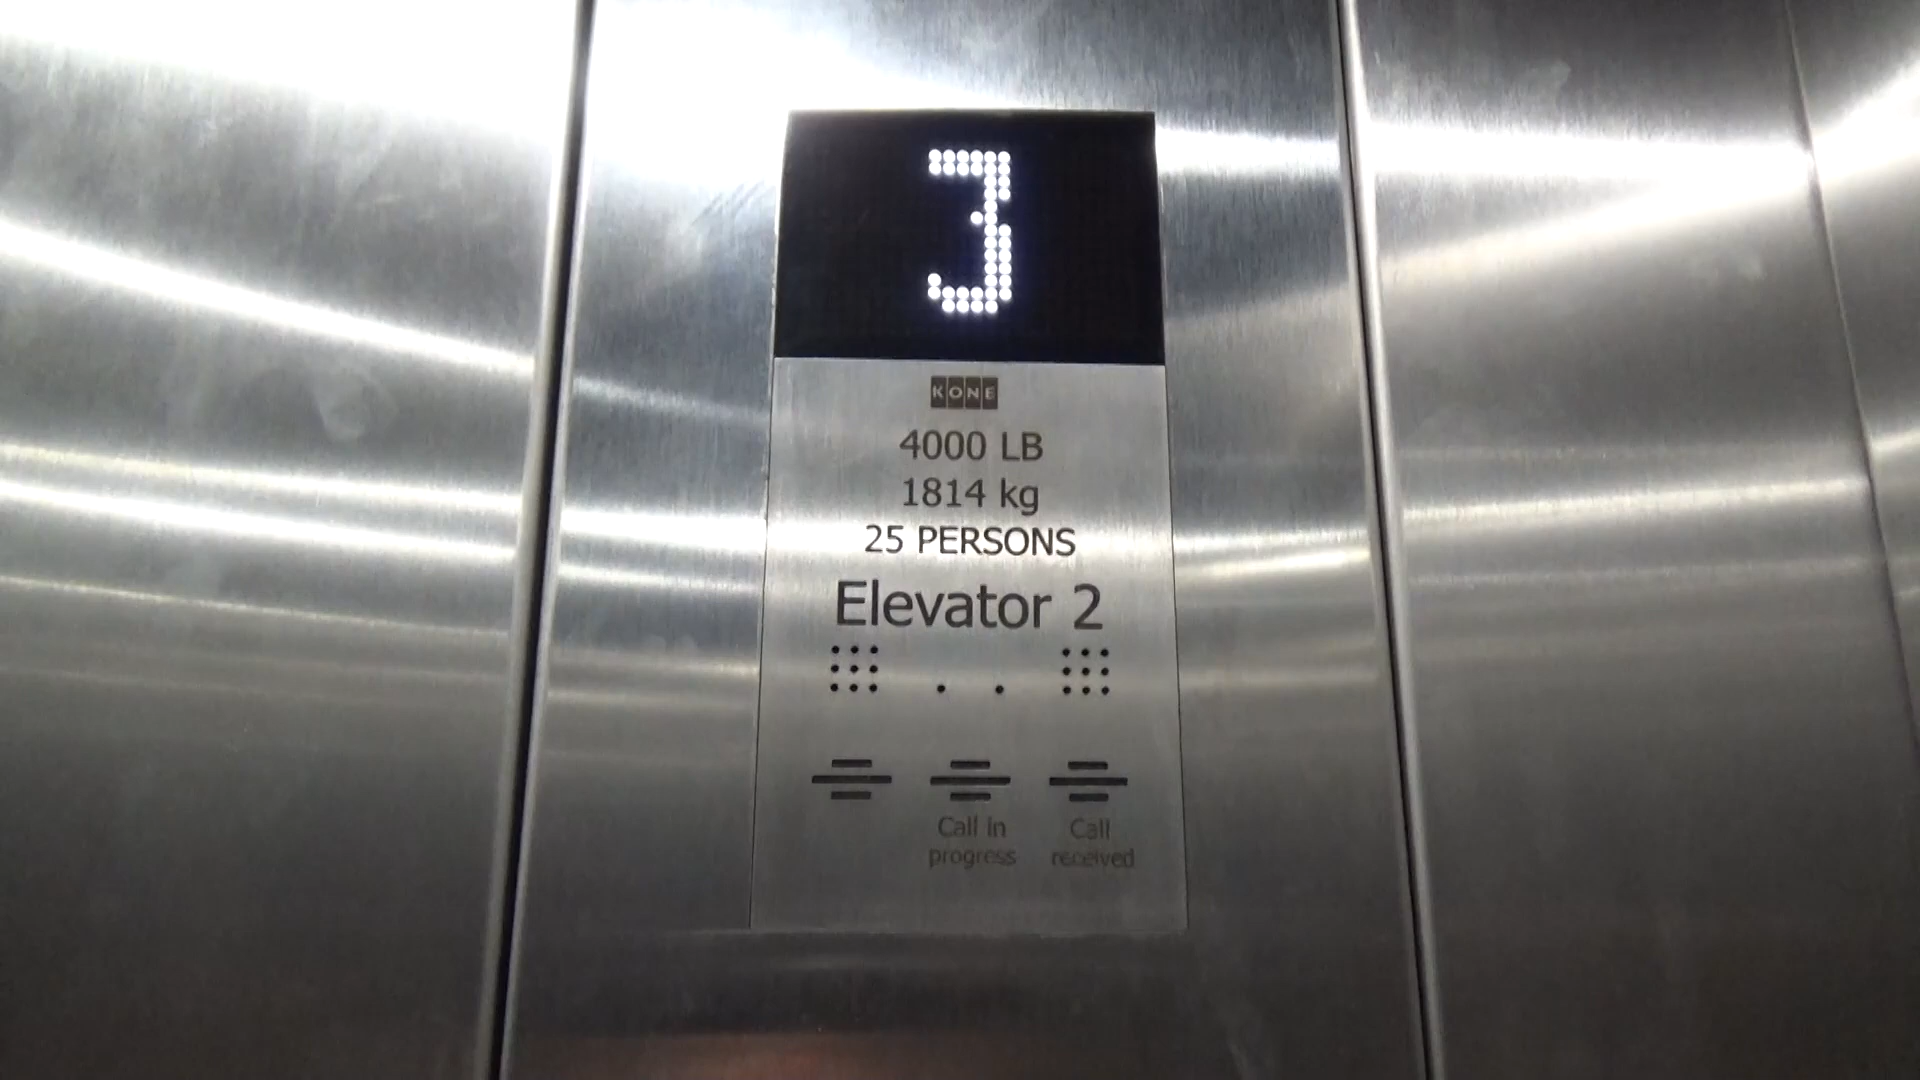 3
KONE
4000 LB
1814 kg
25 PERSONS
Elevator 2
Call in
progress
Call
received